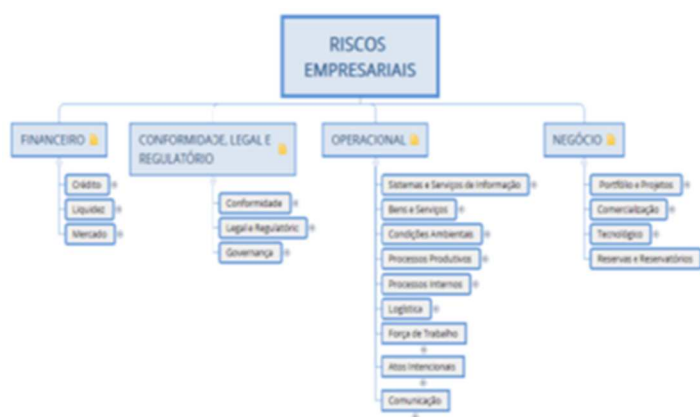 RISCOS
EMPRESARIAIS
FINANCEIRO
CONFORMIDADE, LEGAL E
REGULATÓRIO
OPERACIONAL
NEGÓCIO
Crédito
Liquidez
Mercado
Conformidade
Legal e Regulatóric
Governança
Sistemas e Serviços de Informação
Bens e Serviços
Condições Ambientais
Processos Produtivos
Processos Internos
Logística
Força de Trabalho
Atos Intencionais
Comunicação
Portfólio e Projetos
Comercialização
Tecnológico
Reservas e Reservatórios